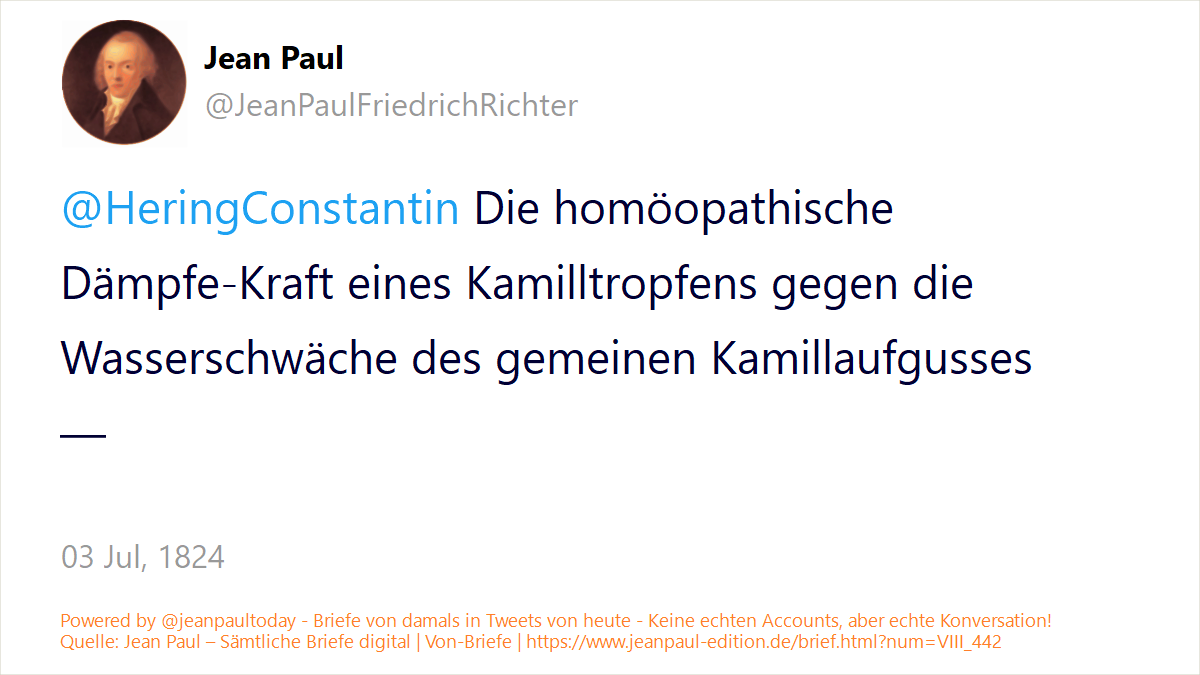 Jean Paul
@JeanPaulFriedrichRichter
@HeringConstantin Die homöopathische
Dämpfe-Kraft eines Kamilltropfens gegen die
Wasserschwäche des gemeinen Kamillaufgusses
—
03 Jul, 1824
Powered by @jeanpaultoday - Briefe von damals in Tweets von heute - Keine echten Accounts, aber echte Konversation!
Quelle: Jean Paul – Sämtliche Briefe digital | Von-Briefe | https://www.jeanpaul-edition.de/brief.html?num=VIII_442